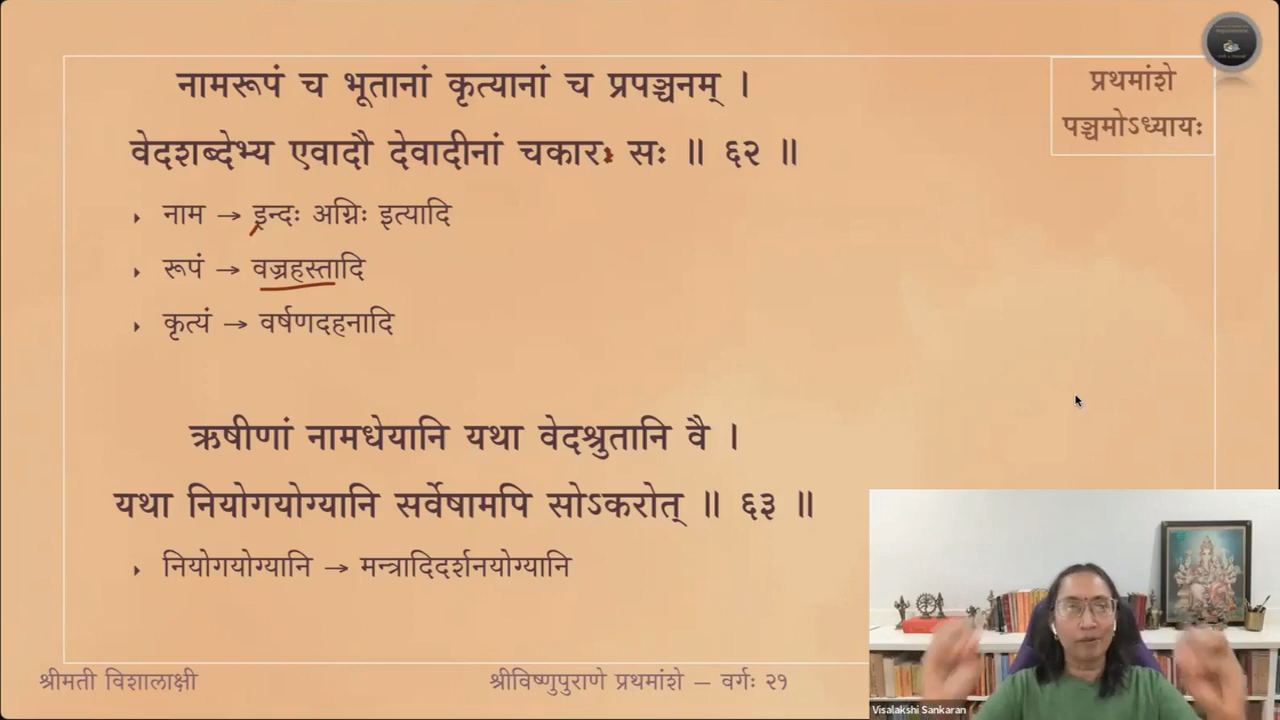 नामरूपं च भूतानां कृत्यानां च प्रपञ्चनम् ।
वेदशब्देभ्य एवादौ देवादीनां चकार सः ॥ ६२ ॥
नाम → इन्दः अग्निः इत्यादि
रूपं → वज्रहस्तादि
कृत्यं → वर्षणदहनादि
ऋषीणां नामधेयानि यथा वेदश्रुतानि वै ।
यथा नियोगयोग्यानि सर्वेषामपि सोऽकरोत् ॥ ६३ ॥
नियोगयोग्यानि → मन्त्रादिदर्शनयोग्यानि
प्रथमांशे
पञ्चमोऽध्यायः
श्रीमती विशालाक्षी
श्रीविष्णुपुराणे प्रथमांशे – वर्गः २१
Visalakshi Sankaran